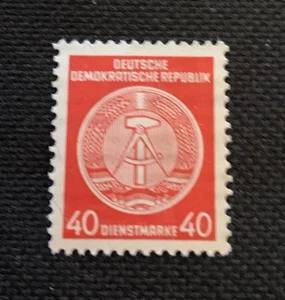 DEUTSCHE
DEMOKRATISCHE REPUBLIK
40 DIENSTMARKE 40